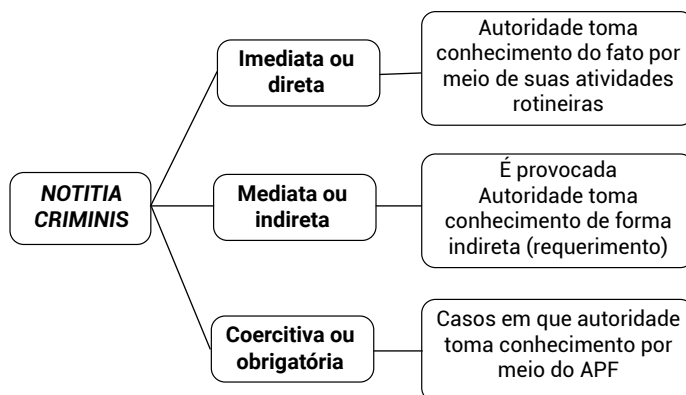 NOTITIA
CRIMINIS
Imediata ou
direta
Autoridade toma
conhecimento do fato por
meio de suas atividades
rotineiras
Mediata ou
indireta
É provocada
Autoridade toma
conhecimento de forma
indireta (requerimento)
Coercitiva ou
obrigatória
Casos em que autoridade
toma conhecimento por
meio do APF